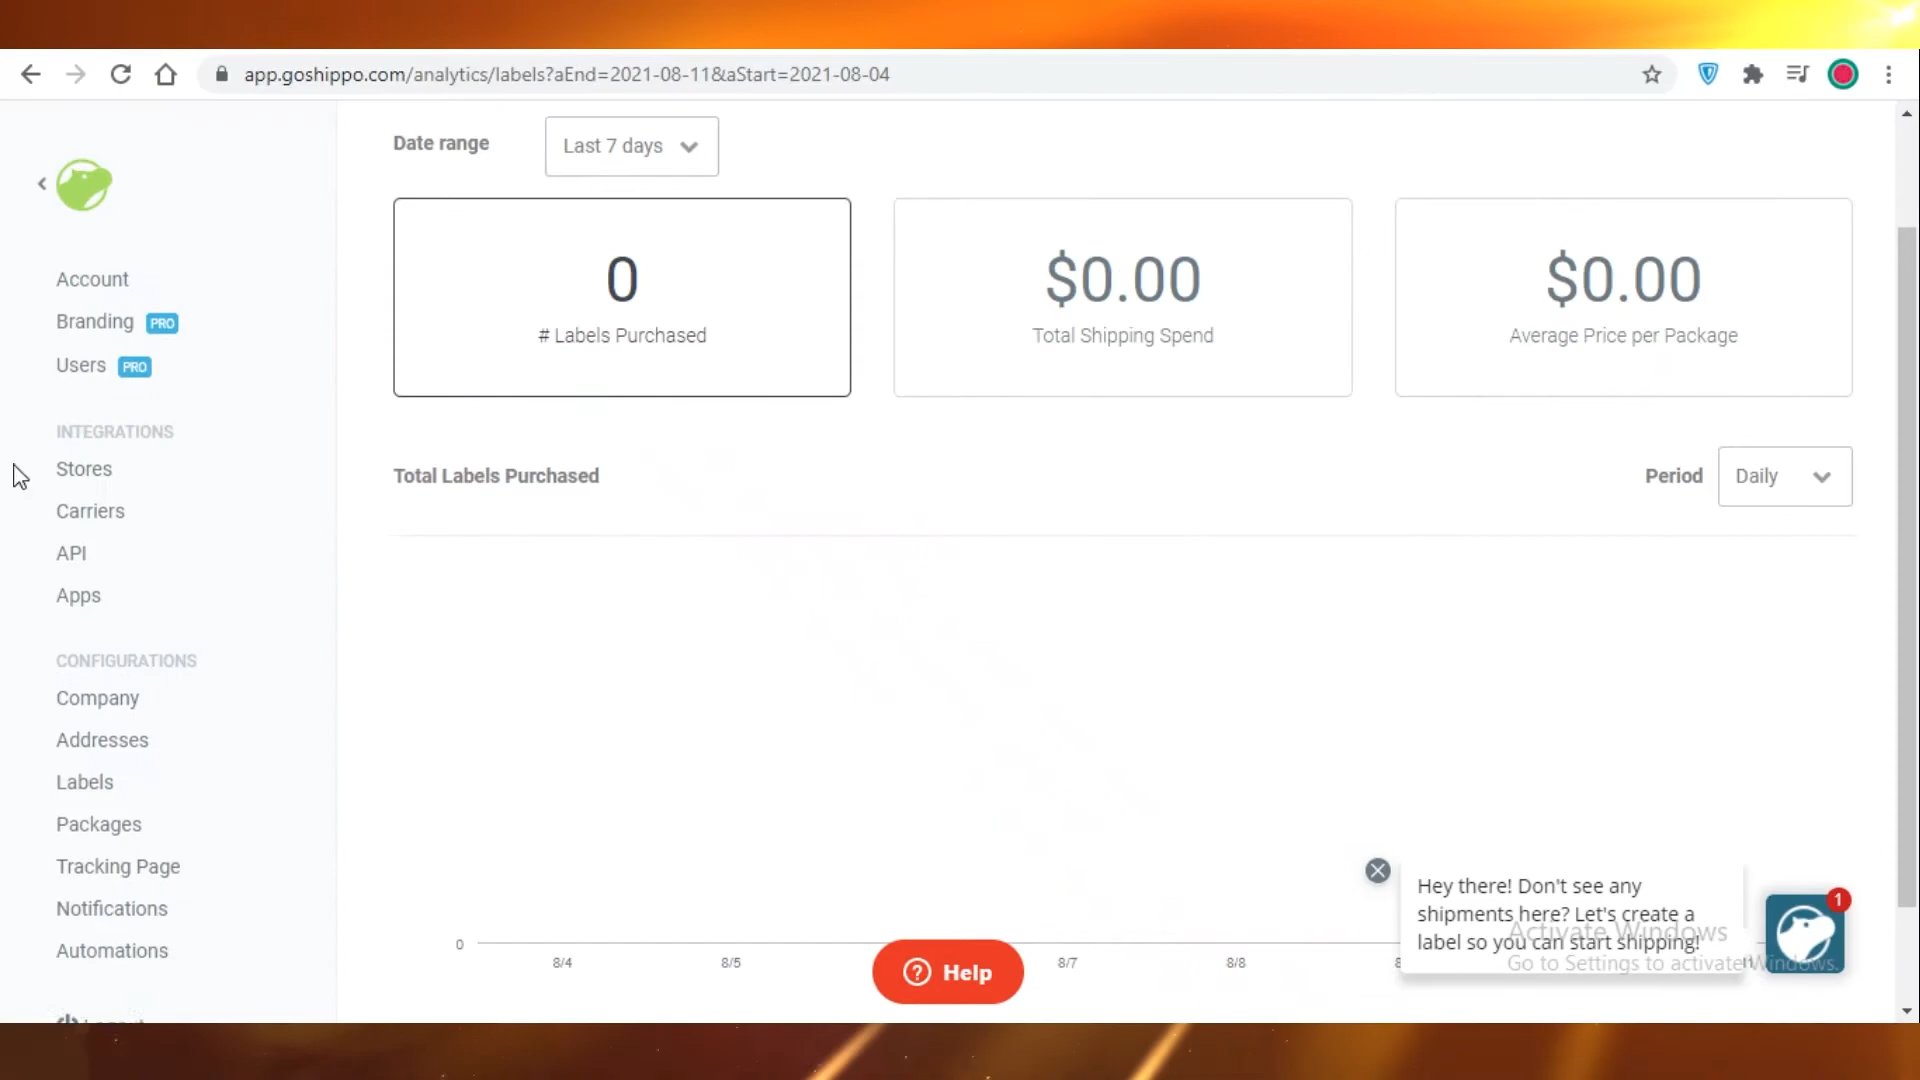 app.goshippo.com/analytics/labels?aEnd=2021-08-11&aStart=2021-08-04
Date range
Last 7 days
Account
Branding PRO
Users PRO
INTEGRATIONS
Stores
Carriers
API
Apps
CONFIGURATIONS
Company
Addresses
Labels
Packages
Tracking Page
Notifications
Automations
Logout
0
# Labels Purchased
$0.00
Total Shipping Spend
$0.00
Average Price per Package
Total Labels Purchased
Period
Daily
0
8/4
8/5
8/7
8/8
Help
Hey there! Don't see any
shipments here? Let's create a
label so you can start shipping!
1
Activate Windows
Go to Settings to activate Windows.